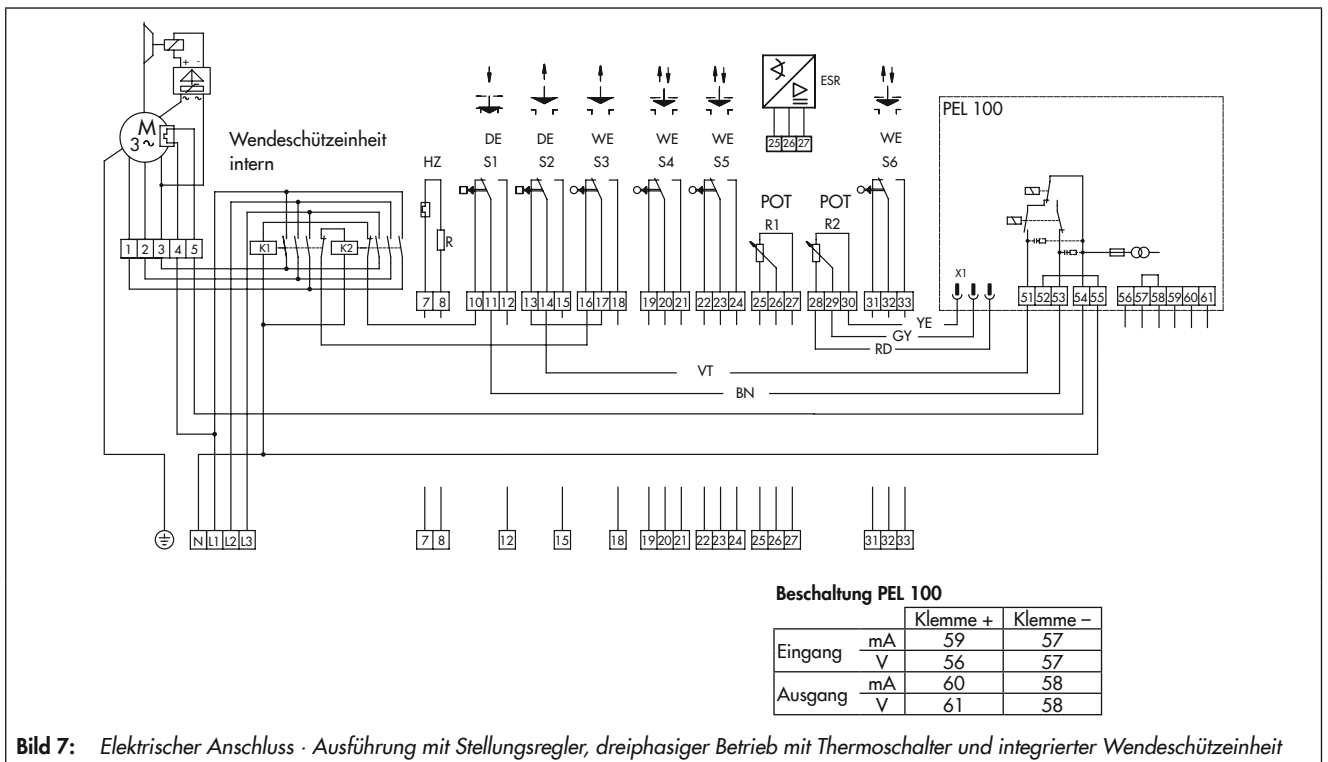 + -
~ ~
M
3 ~
Wendeschützeinheit
intern
ESR
25 26 27
PEL 100
DE DE WE WE WE WE
HZ S1 S2 S3 S4 S5 S6
POT POT
R1 R2
R
K1 K2
X1
1 2 3 4 5
7 8 10 11 12 13 14 15 16 17 18 19 20 21 22 23 24 25 26 27 28 29 30 31 32 33
51 52 53 54 55 56 57 58 59 60 61
YE
GY
RD
VT
BN
N L1 L2 L3 7 8 12 15 18 19 20 21 22 23 24 25 26 27 31 32 33
Beschaltung PEL 100
Klemme + Klemme –
Eingang mA 59 57
V 56 57
Ausgang mA 60 58
V 61 58
Bild 7: Elektrischer Anschluss · Ausführung mit Stellungsregler, dreiphasiger Betrieb mit Thermoschalter und integrierter Wendeschützeinheit